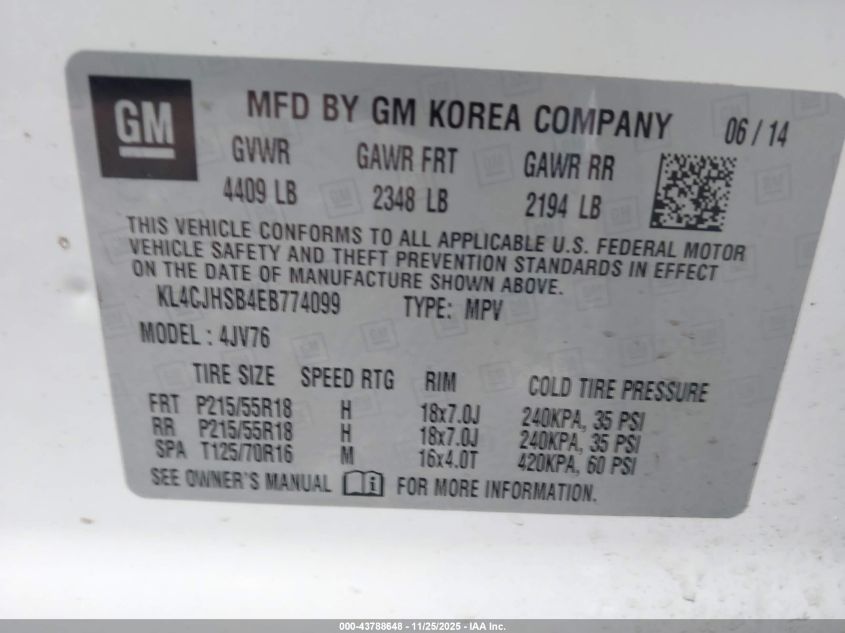 GM
MFD BY GM KOREA COMPANY 06 / 14
GVWR GAWR FRT GAWR RR
4409 LB 2348 LB 2194 LB
THIS VEHICLE CONFORMS TO ALL APPLICABLE U.S. FEDERAL MOTOR
VEHICLE SAFETY AND THEFT PREVENTION STANDARDS IN EFFECT
ON THE DATE OF MANUFACTURE SHOWN ABOVE.
KL4CJHSB4EB774099 TYPE: MPV
MODEL : 4JV76
TIRE SIZE SPEED RTG RIM COLD TIRE PRESSURE
FRT P215/55R18 H 18x7.0J 240KPA, 35 PSI
RR P215/55R18 H 18x7.0J 240KPA, 35 PSI
SPA T125/70R16 M 16x4.0T 420KPA, 60 PSI
SEE OWNER'S MANUAL i FOR MORE INFORMATION.
000-43788648 - 11/25/2025 - IAA Inc.